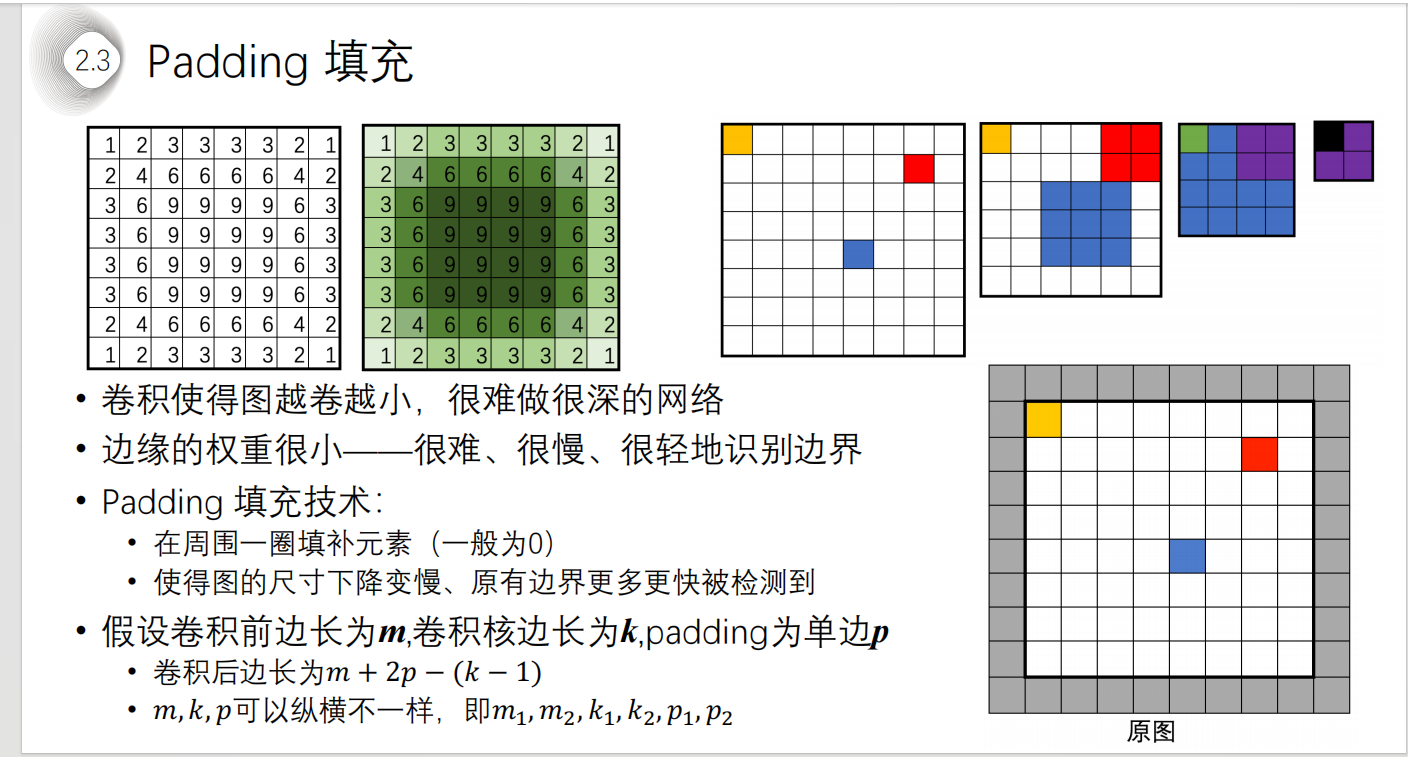 2.3 Padding 填充
1 2 3 3 3 3 2 1
2 4 6 6 6 6 4 2
3 6 9 9 9 9 6 3
3 6 9 9 9 9 6 3
3 6 9 9 9 9 6 3
3 6 9 9 9 9 6 3
2 4 6 6 6 6 4 2
1 2 3 3 3 3 2 1
1 2 3 3 3 3 2 1
2 4 6 6 6 6 4 2
3 6 9 9 9 9 6 3
3 6 9 9 9 9 6 3
3 6 9 9 9 9 6 3
3 6 9 9 9 9 6 3
2 4 6 6 6 6 4 2
1 2 3 3 3 3 2 1
• 卷积使得图越卷越小，很难做很深的网络
• 边缘的权重很小——很难、很慢、很轻地识别边界
• Padding 填充技术：
• 在周围一圈填补元素（一般为0）
• 使得图的尺寸下降变慢、原有边界更多更快被检测到
• 假设卷积前边长为m,卷积核边长为k,padding为单边p
• 卷积后边长为m + 2p − (k − 1)
• m, k, p可以纵横不一样，即m₁, m₂, k₁, k₂, p₁, p₂
原图